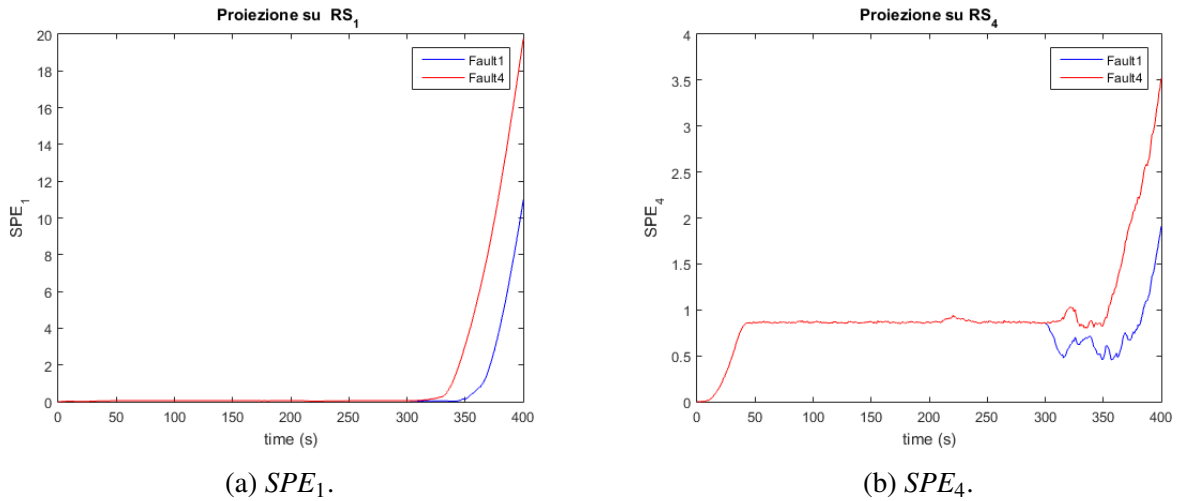 Proiezione su RS1
20
18
16
14
12
10
8
6
4
2
0
SPE1
0 50 100 150 200 250 300 350 400
time (s)
Fault1
Fault4
(a) SPE1.
Proiezione su RS4
4
3.5
3
2.5
2
1.5
1
0.5
0
SPE4
0 50 100 150 200 250 300 350 400
time (s)
Fault1
Fault4
(b) SPE4.